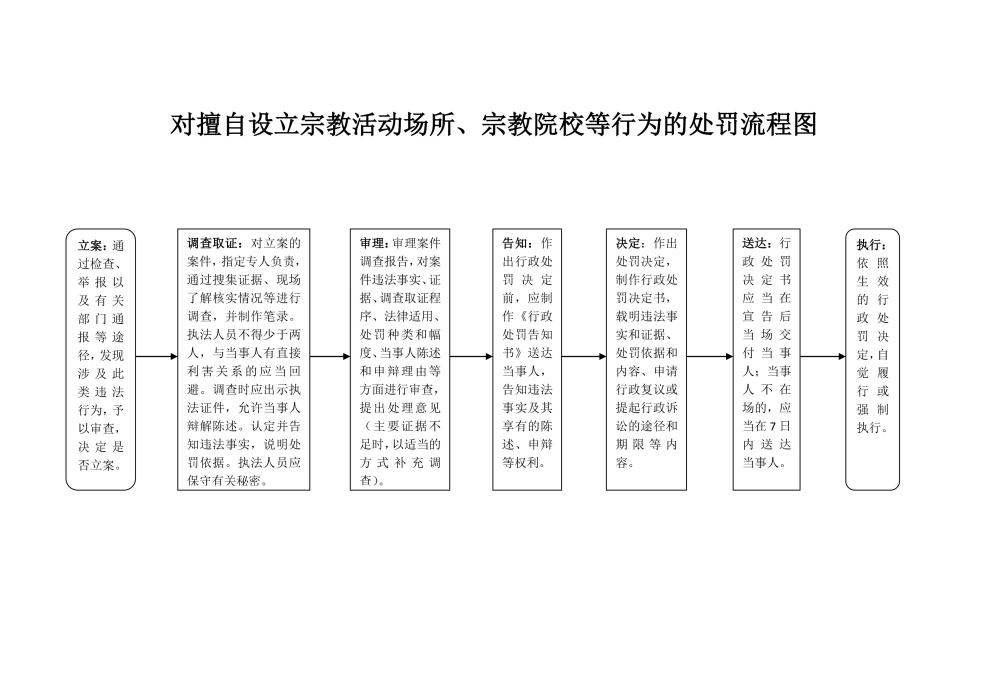 对擅自设立宗教活动场所、宗教院校等行为的处罚流程图
立案：通
过检查、
举报以
及有关
部门通
报等途
径，发现
涉及此
类违法
行为，予
以审查，
决定是
否立案。
调查取证：对立案的
案件，指定专人负责，
通过搜集证据、现场
了解核实情况等进行
调查，并制作笔录。
执法人员不得少于两
人，与当事人有直接
利害关系的应当回
避。调查时应出示执
法证件，允许当事人
辩解陈述。认定并告
知违法事实，说明处
罚依据。执法人员应
保守有关秘密。
审理：审理案件
调查报告，对案
件违法事实、证
据、调查取证程
序、法律适用、
处罚种类和幅
度、当事人陈述
和申辩理由等
方面进行审查，
提出处理意见
（主要证据不
足时，以适当的
方式补充调
查）。
告知：作
出行政处
罚决定
前，应制
作《行政
处罚告知
书》送达
当事人，
告知违法
事实及其
享有的陈
述、申辩
等权利。
决定：作出
处罚决定，
制作行政处
罚决定书，
载明违法事
实和证据、
处罚依据和
内容、申请
行政复议或
提起行政诉
讼的途径和
期限等内
容。
送达：行
政处罚
决定书
应当在
宣告后
当场交
付当事
人；当事
人不在
场的，应
当在7日
内送达
当事人。
执行：
依照
生效
的行
政处
罚决
定，自
觉履
行或
强制
执行。